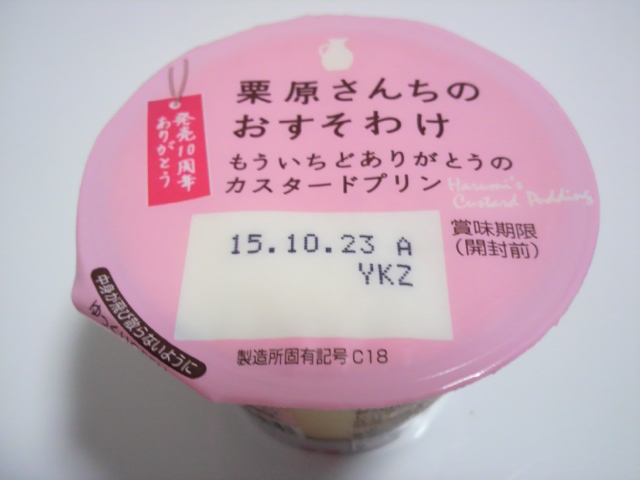 栗原さんちの
おすそわけ
発売10周年
ありがとう
もういちどありがとうの
カスタードプリン
Harumi's
Custard Pudding
賞味期限
(開封前)
15.10.23 A
YKZ
中身が飛び散らないように
製造所固有記号C18